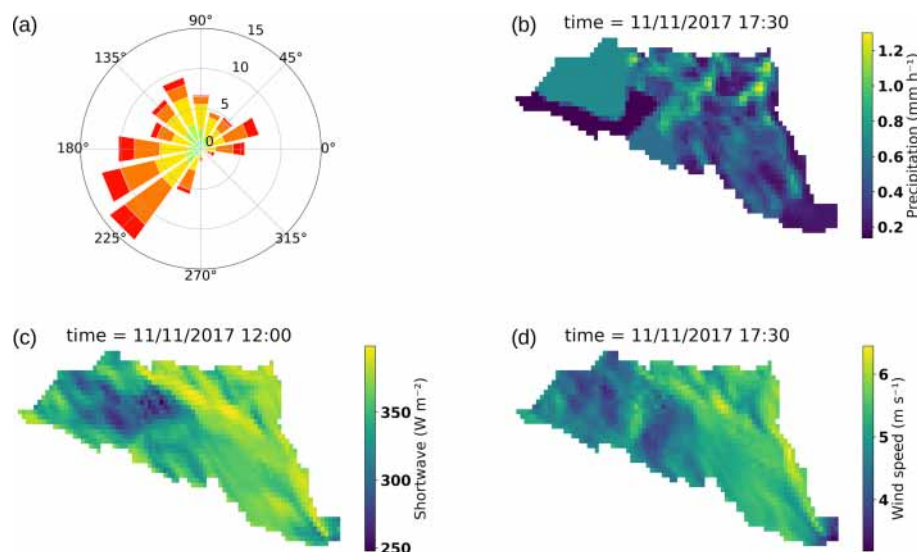 (a)
90°
15
135°
45°
10
5
180°
0
0°
225°
315°
270°
(b)
time = 11/11/2017 17:30
1.2
1.0
0.8
0.6
0.4
0.2
Precipitation (mm h⁻¹)
(c)
time = 11/11/2017 12:00
350
300
250
Shortwave (W m⁻²)
(d)
time = 11/11/2017 17:30
6
5
4
Wind speed (m s⁻¹)